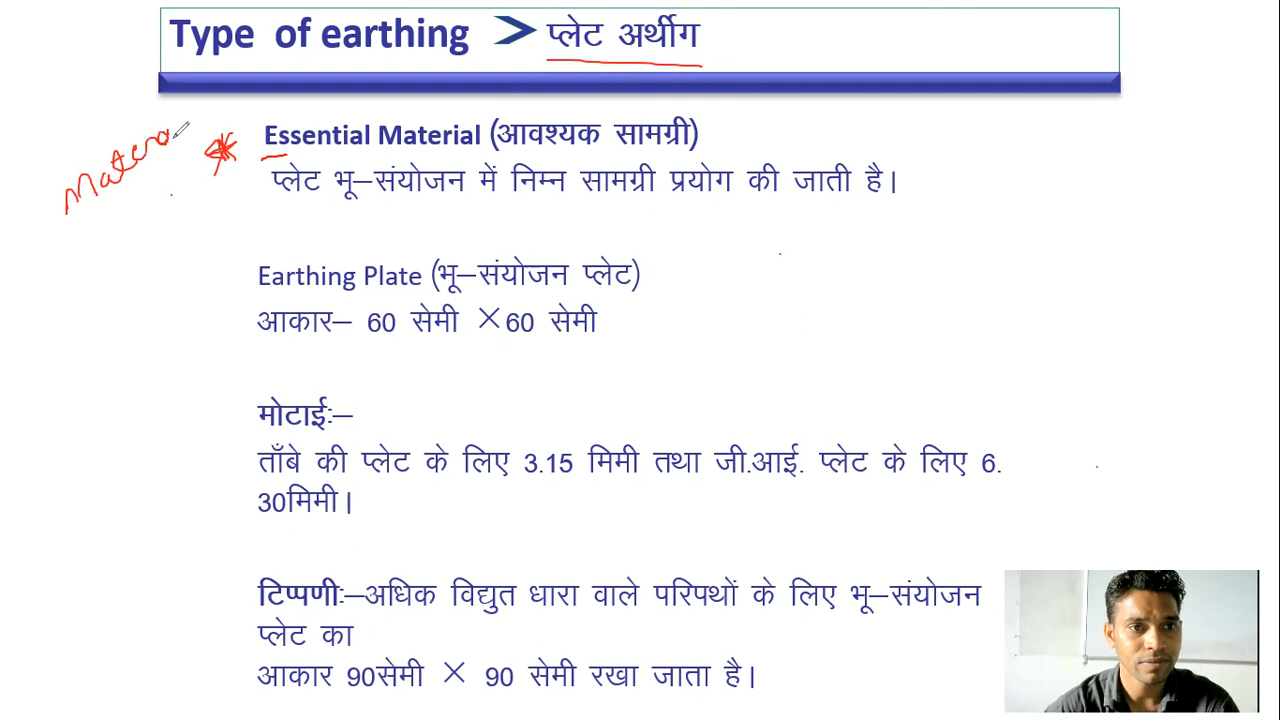 Type of earthing > प्लेट अर्थीग
Matera
Essential Material (आवश्यक सामग्री)
प्लेट भू–संयोजन में निम्न सामग्री प्रयोग की जाती है।
Earthing Plate (भू–संयोजन प्लेट)
आकार– 60 सेमी ×60 सेमी
मोटाईः–
ताँबे की प्लेट के लिए 3.15 मिमी तथा जी.आई. प्लेट के लिए 6.
30मिमी।
टिप्पणीः–अधिक विद्युत धारा वाले परिपथों के लिए भू–संयोजन
प्लेट का
आकार 90सेमी × 90 सेमी रखा जाता है।